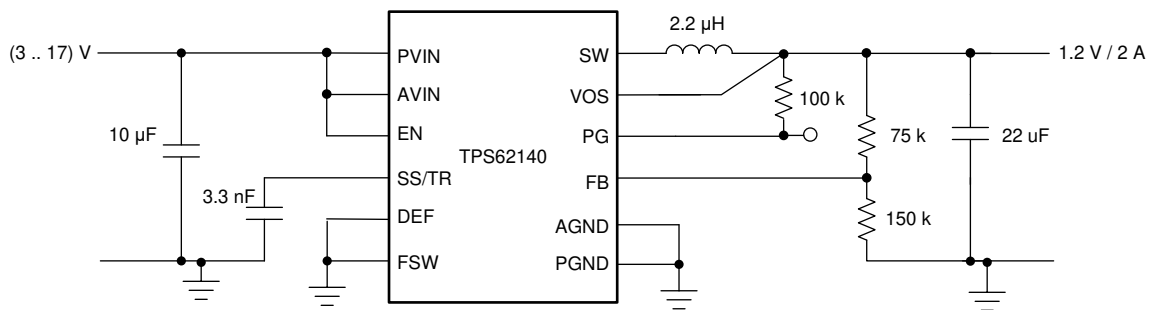 2.2 µH
(3 .. 17) V
PVIN
SW
1.2 V / 2 A
AVIN
VOS
100 k
10 µF
EN
PG
75 k
22 uF
TPS62140
3.3 nF
SS/TR
FB
DEF
AGND
150 k
FSW
PGND